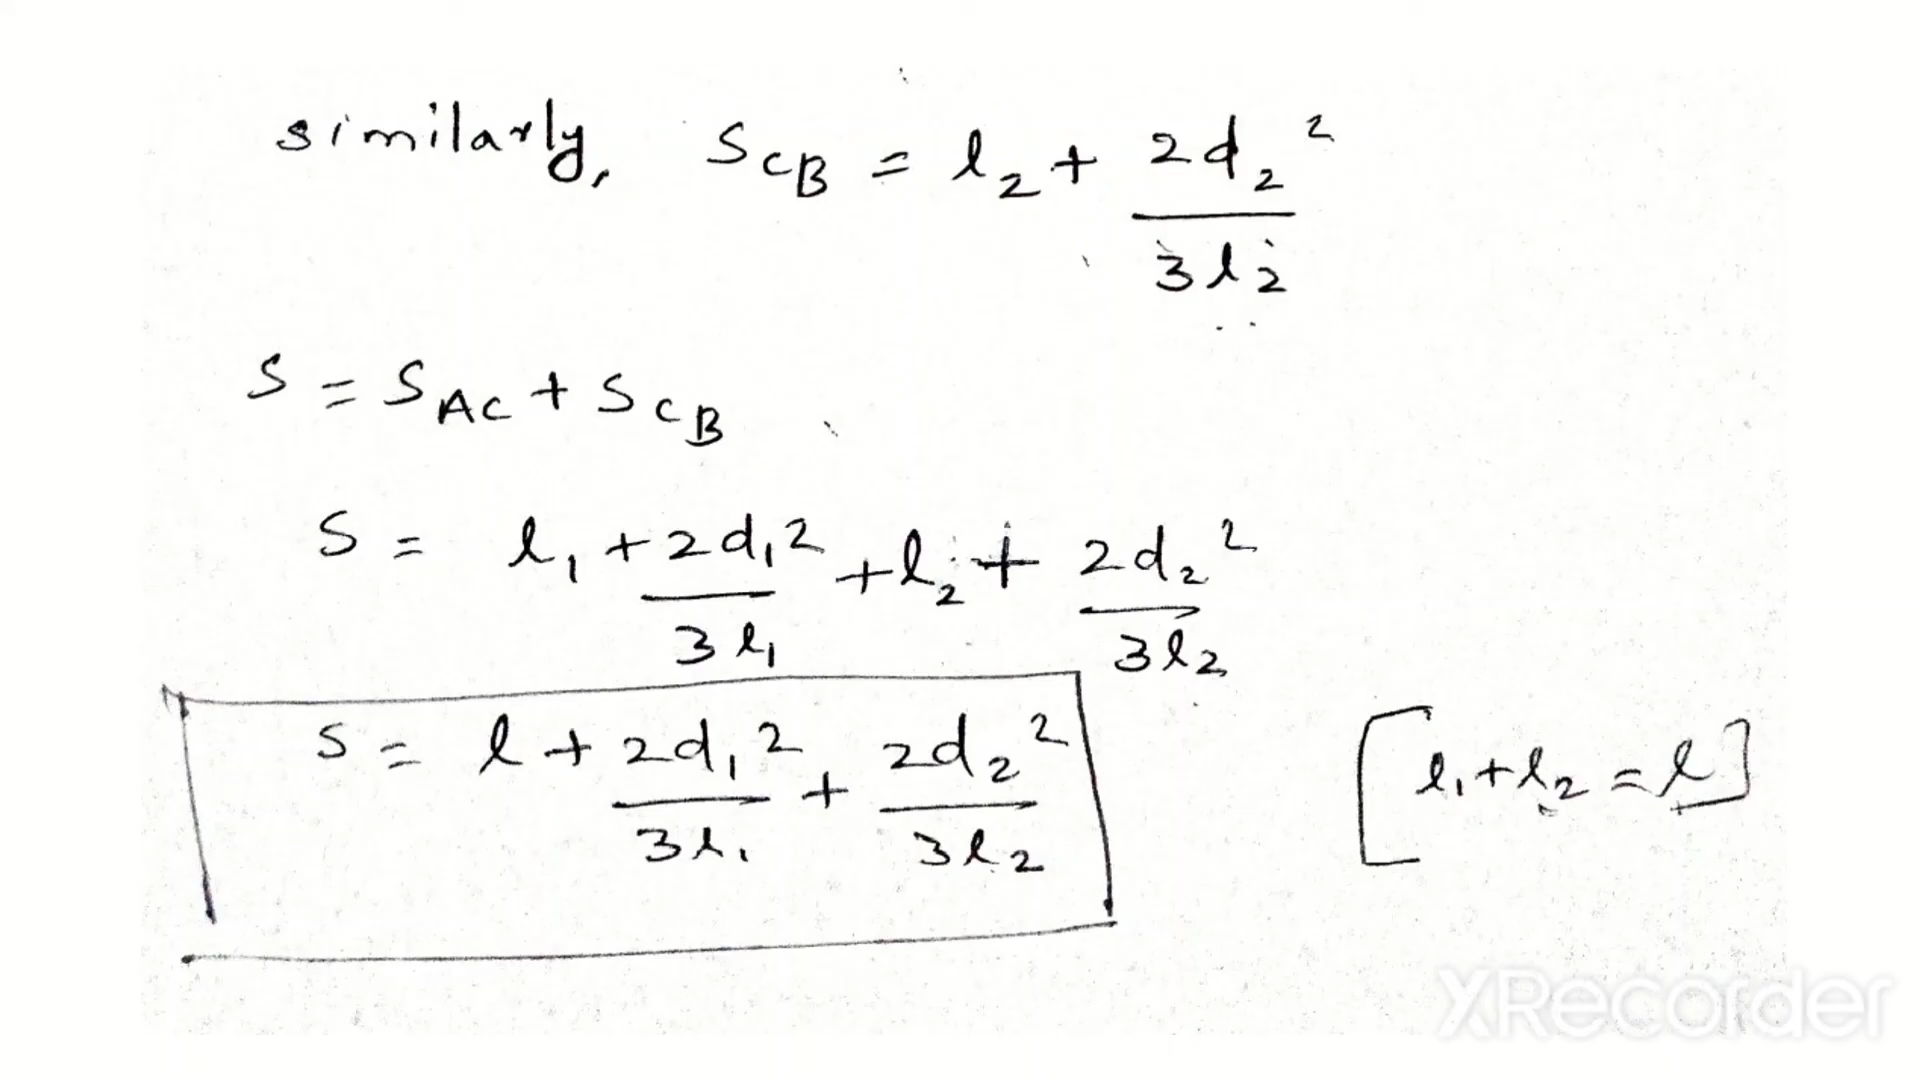 similarly, S_CB = l_2 + 2d_2^2 / 3l_2
S = S_AC + S_CB
S = l_1 + 2d_1^2 / 3l_1 + l_2 + 2d_2^2 / 3l_2
S = l + 2d_1^2 / 3l_1 + 2d_2^2 / 3l_2 [l_1 + l_2 = l]
XRecorder